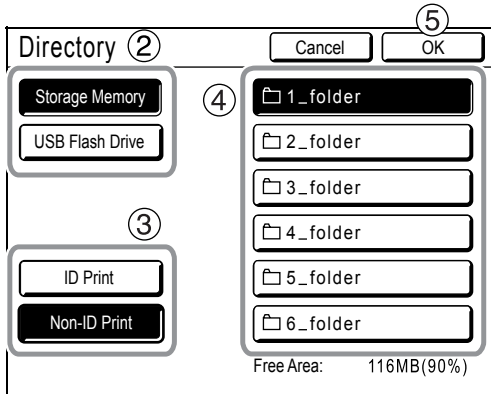 ⑤
Directory ② Cancel OK
Storage Memory ④ 1_folder
USB Flash Drive 2_folder
3_folder
③ 4_folder
ID Print 5_folder
Non-ID Print 6_folder
Free Area: 116MB(90%)